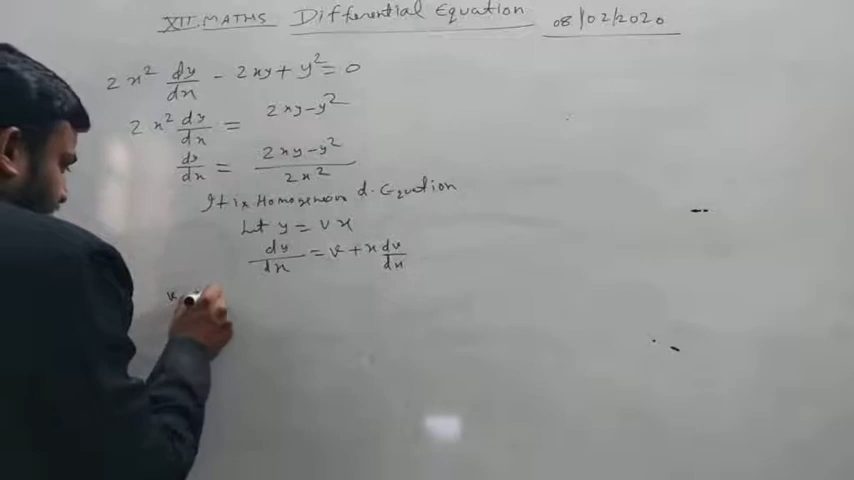 XII. MATHS Differential Equation 08/02/2020
2x² dy/dx - 2xy + y² = 0
2x² dy/dx = 2xy - y²
dy/dx = (2xy - y²)/(2x²)
It is Homogenous d. Equation
Let y = vx
dy/dx = v + x dv/dx
v